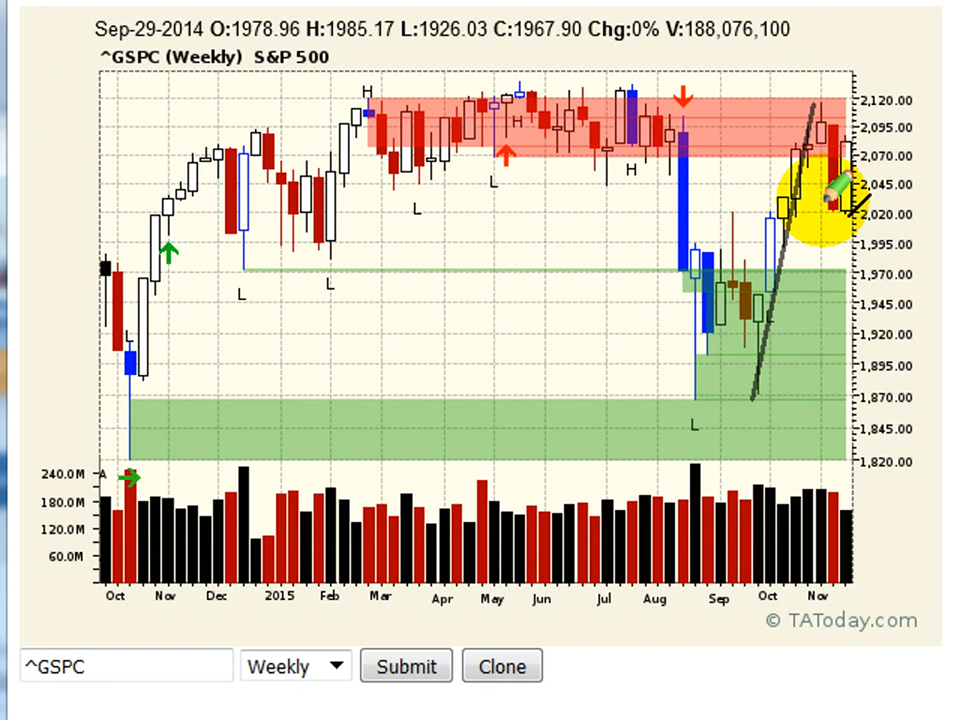 Sep-29-2014 O:1978.96 H:1985.17 L:1926.03 C:1967.90 Chg:0% V:188,076,100
^GSPC (Weekly) S&P 500
H
2,120.00
2,095.00
H
2,070.00
H
L
2,045.00
L
2,020.00
1,995.00
1,970.00
L
L
1,945.00
L
1,920.00
1,895.00
1,870.00
L
1,845.00
1,820.00
240.0M
A
180.0M
120.0M
60.0M
Oct Nov Dec 2015 Feb Mar Apr May Jun Jul Aug Sep Oct Nov
© TAToday.com
^GSPC Weekly Submit Clone